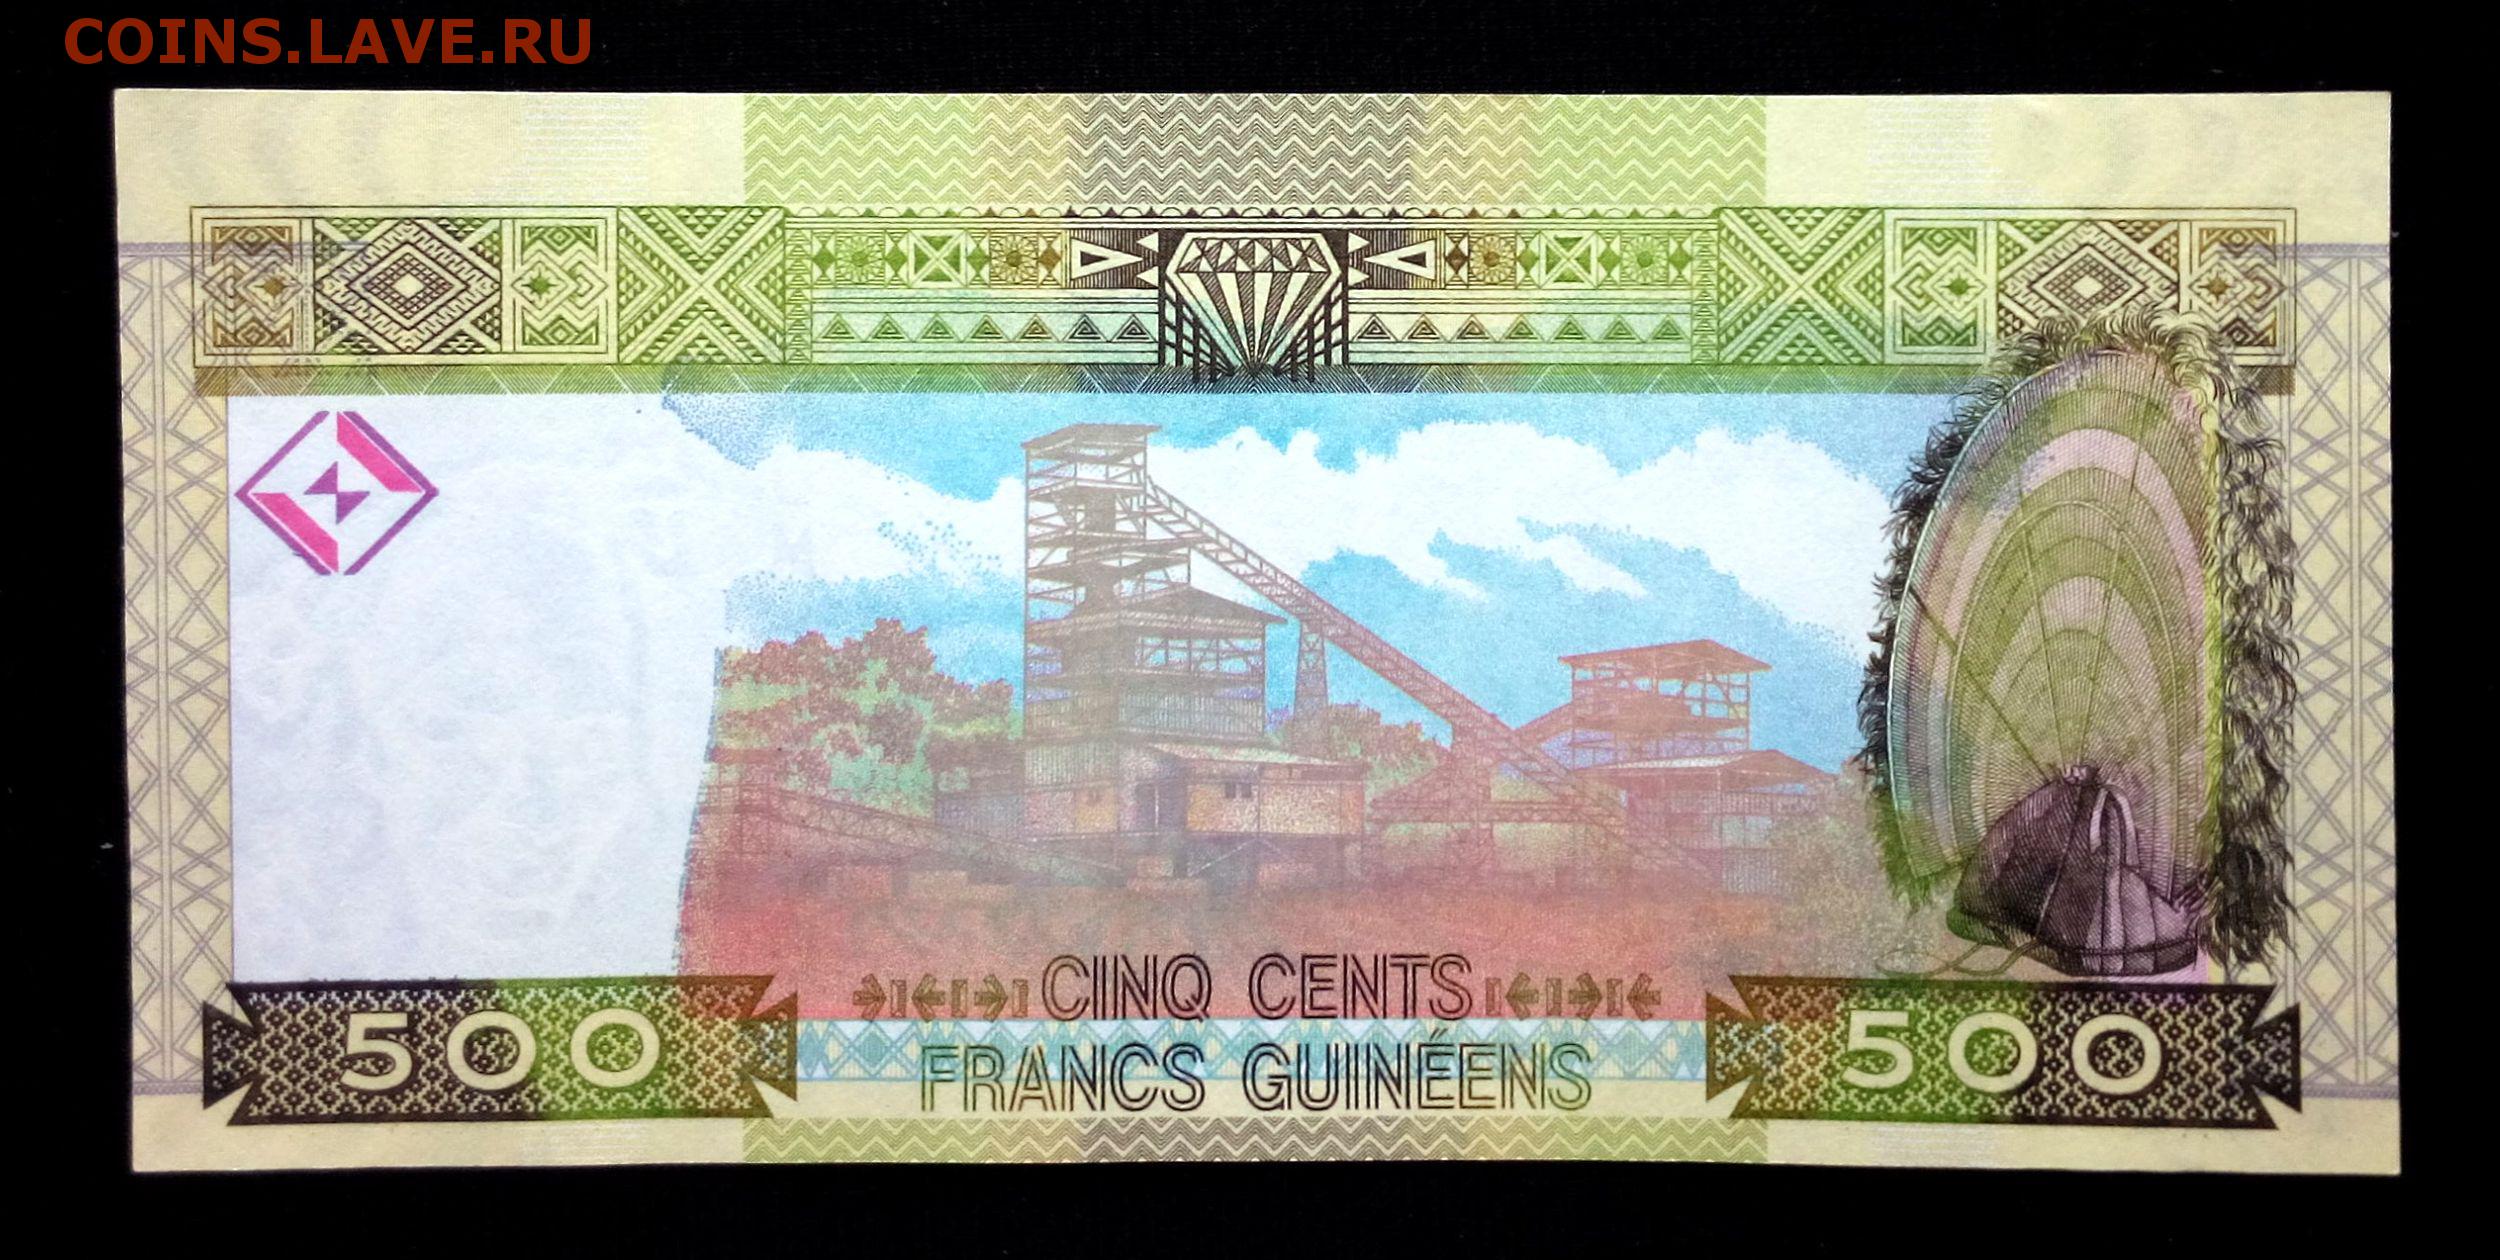 COINS.LAVE.RU
CINQ CENTS
500 FRANCS GUINÉENS 500